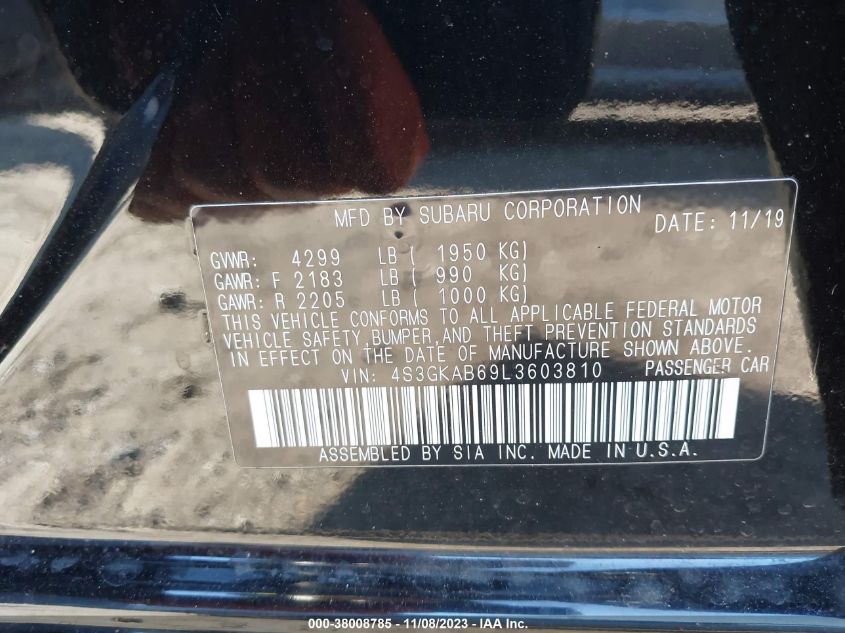 MFD BY SUBARU CORPORATION DATE: 11/19
GVWR: 4299 LB ( 1950 KG)
GAWR: F 2183 LB ( 990 KG)
GAWR: R 2205 LB ( 1000 KG)
THIS VEHICLE CONFORMS TO ALL APPLICABLE FEDERAL MOTOR
VEHICLE SAFETY, BUMPER, AND THEFT PREVENTION STANDARDS
IN EFFECT ON THE DATE OF MANUFACTURE SHOWN ABOVE.
VIN: 4S3GKAB69L3603810 PASSENGER CAR
ASSEMBLED BY SIA INC. MADE IN U.S.A.
000-38008785 - 11/08/2023 - IAA Inc.